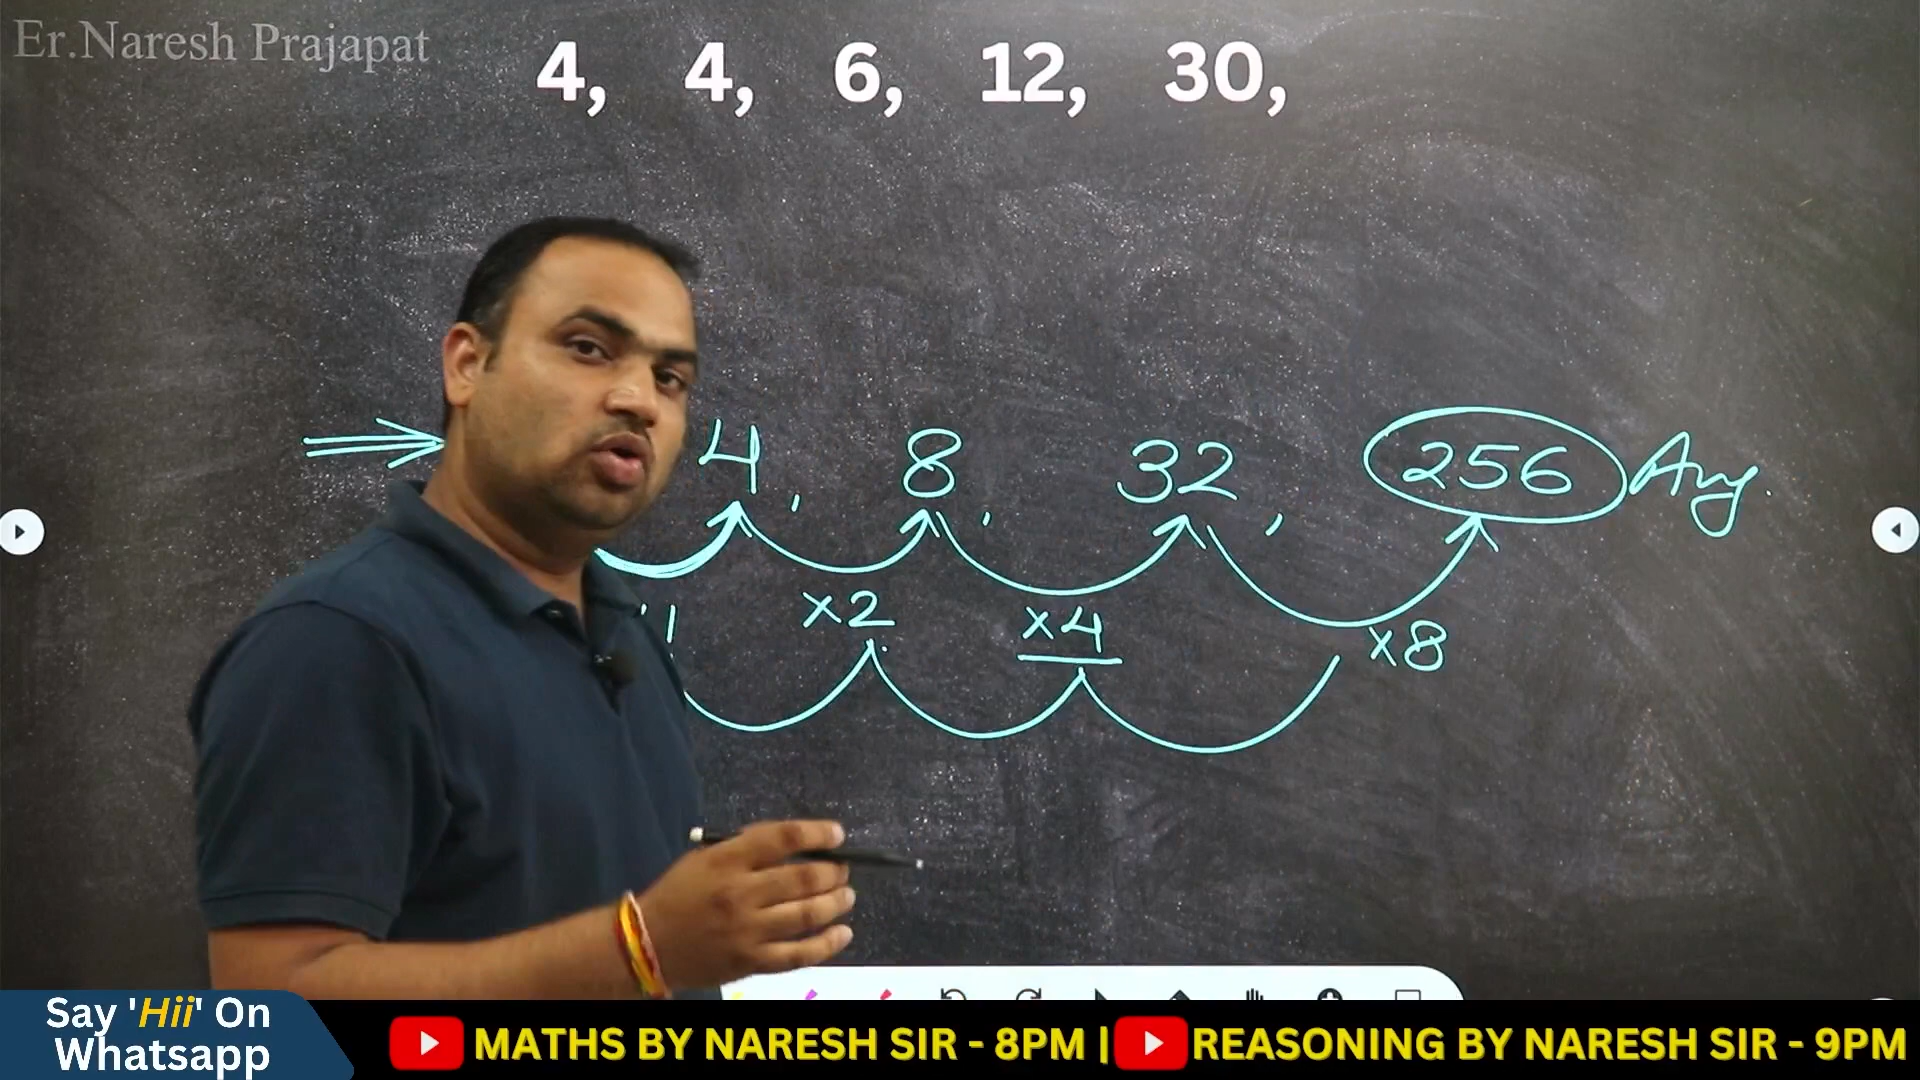 Er.Naresh Prajapat
4, 4, 6, 12, 30,
4, 8, 32, 256 Ans.
×2 ×4 ×8
Say 'Hii' On
Whatsapp
MATHS BY NARESH SIR - 8PM | REASONING BY NARESH SIR - 9PM